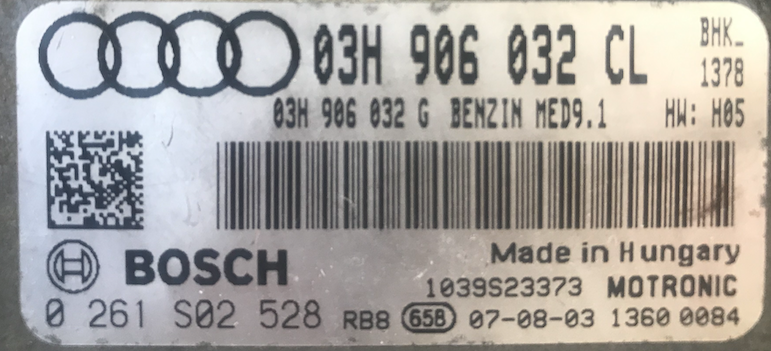 03H 906 032 CL BHK_
1378
03H 906 032 G BENZIN MED9.1 HW: H05
BOSCH
Made in Hungary
1039S23373 MOTRONIC
0 261 S02 528 RB8 658 07-08-03 1360 0084